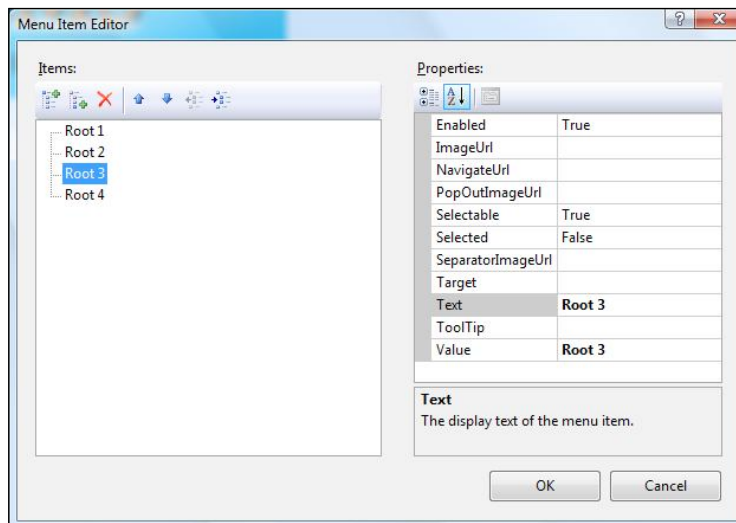 Menu Item Editor
Items:
Root 1
Root 2
Root 3
Root 4
Properties:
Enabled True
ImageUrl
NavigateUrl
PopOutImageUrl
Selectable True
Selected False
SeparatorImageUrl
Target
Text Root 3
ToolTip
Value Root 3
Text
The display text of the menu item.
OK Cancel